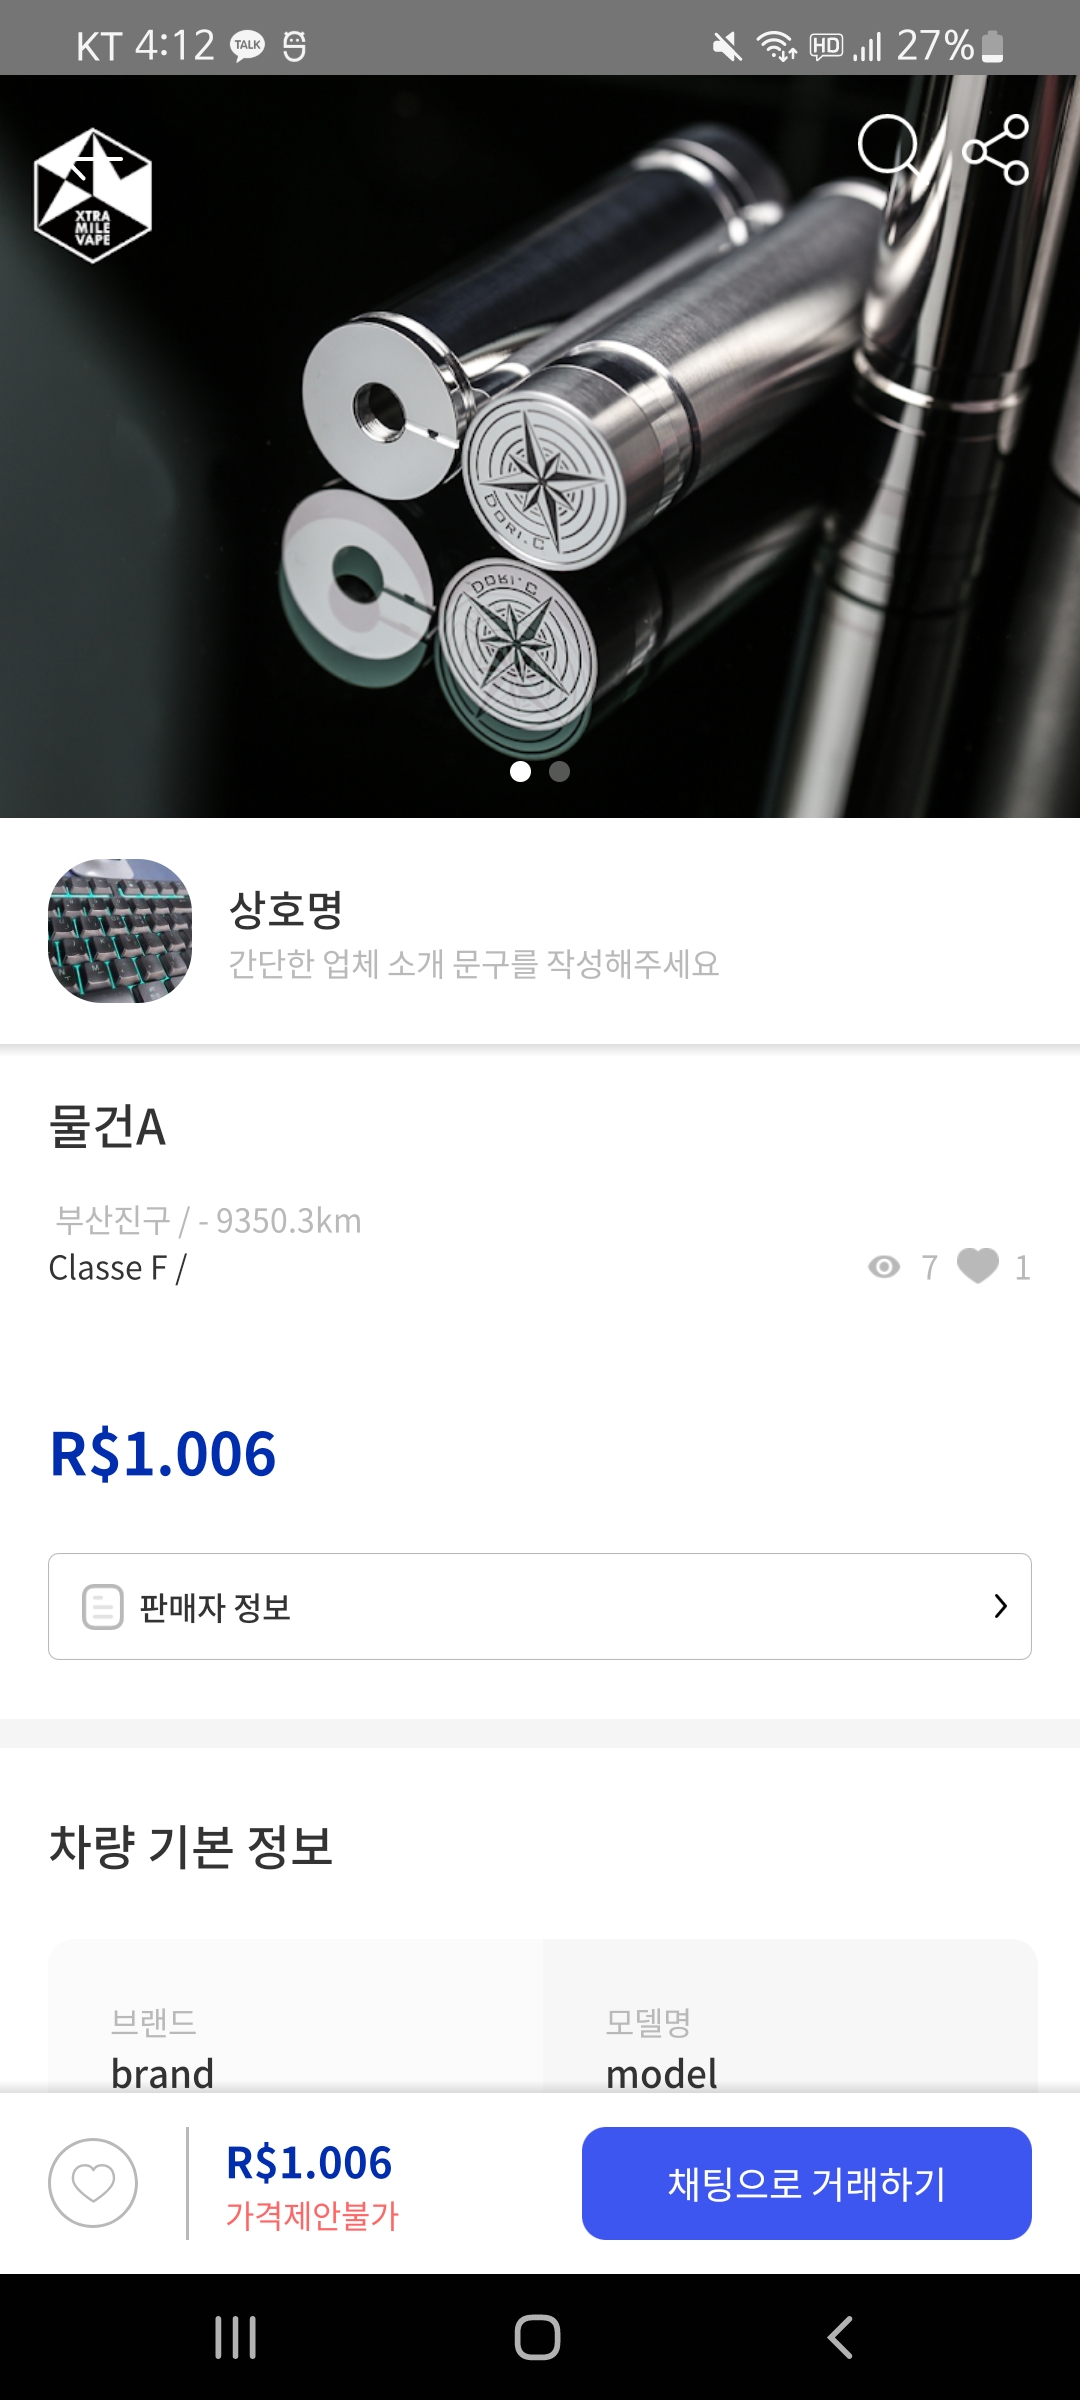 KT 4:12 TALK
HD 27%
XTRA
MILE
VAPE
DORI.C
DORI.C
상호명
간단한 업체 소개 문구를 작성해주세요
물건A
부산진구 / - 9350.3km
Classe F /
7 1
R$1.006
판매자 정보
차량 기본 정보
브랜드 모델명
brand model
R$1.006
가격제안불가
채팅으로 거래하기